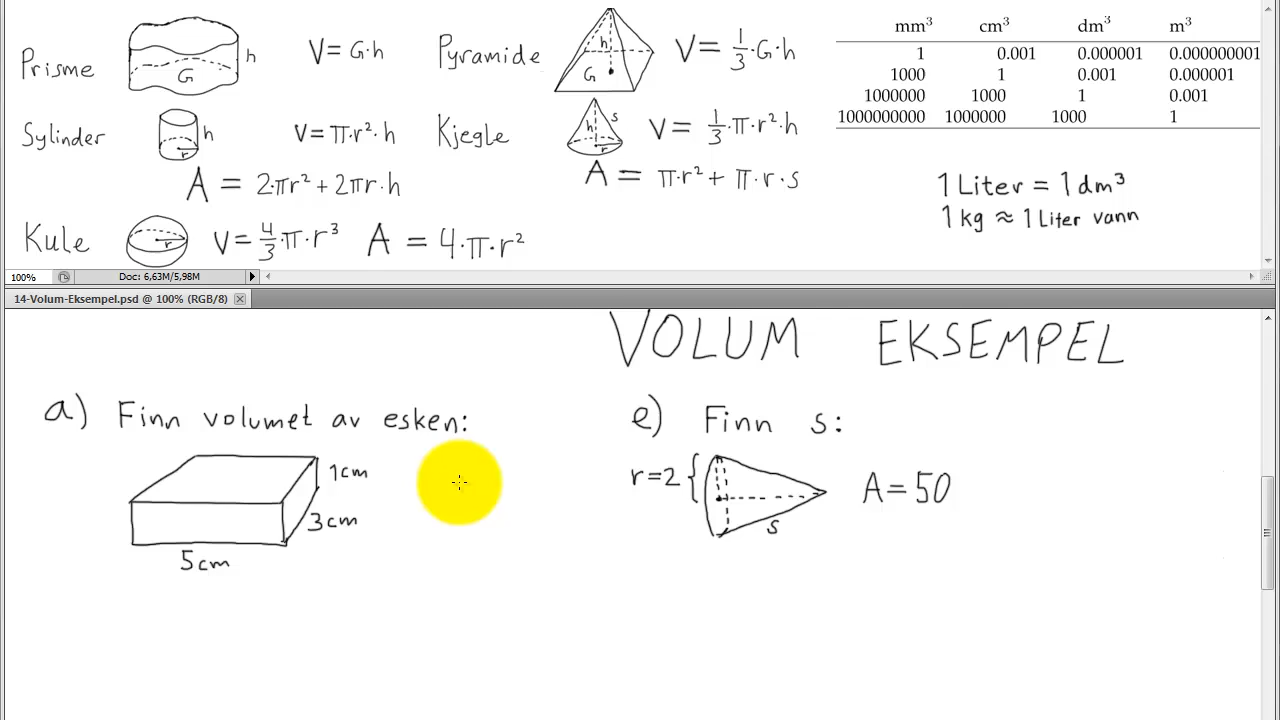 Prisme h G V = G·h
Pyramide h G V = 1/3·G·h
Sylinder h r V = π·r²·h
A = 2·πr² + 2πr·h
Kjegle h s r V = 1/3·π·r²·h
A = π·r² + π·r·s
Kule r V = 4/3·π·r³ A = 4·π·r²
mm³ cm³ dm³ m³
1 0.001 0.000001 0.000000001
1000 1 0.001 0.000001
1000000 1000 1 0.001
1000000000 1000000 1000 1
1 Liter = 1 dm³
1 kg ≈ 1 Liter vann
100% Doc: 6,63M/5,98M
14-Volum-Eksempel.psd @ 100% (RGB/8)
VOLUM EKSEMPEL
a) Finn volumet av esken:
1cm
3cm
5cm
e) Finn s:
r=2 s A=50